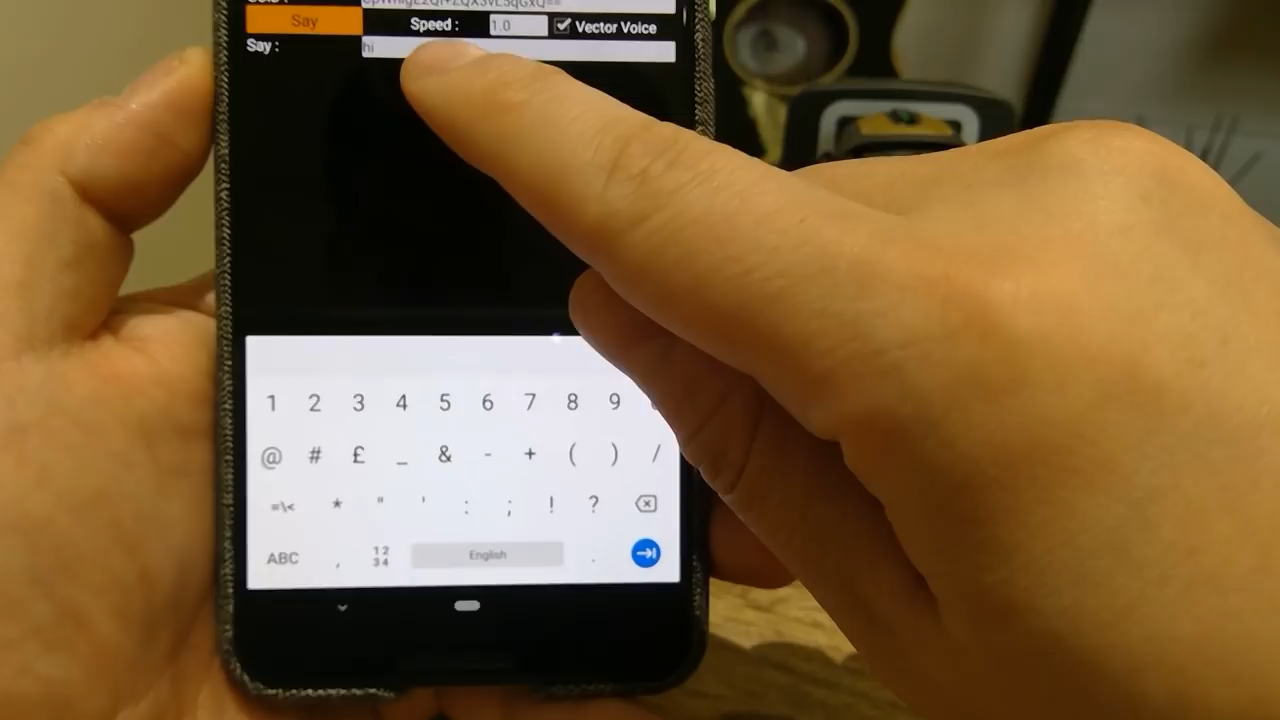 Say Speed : 1.0 Vector Voice
Say : hi
1 2 3 4 5 6 7 8 9
@ # £ _ & - + ( ) /
=\< * " ' : ; ! ?
ABC , 12 34 English .